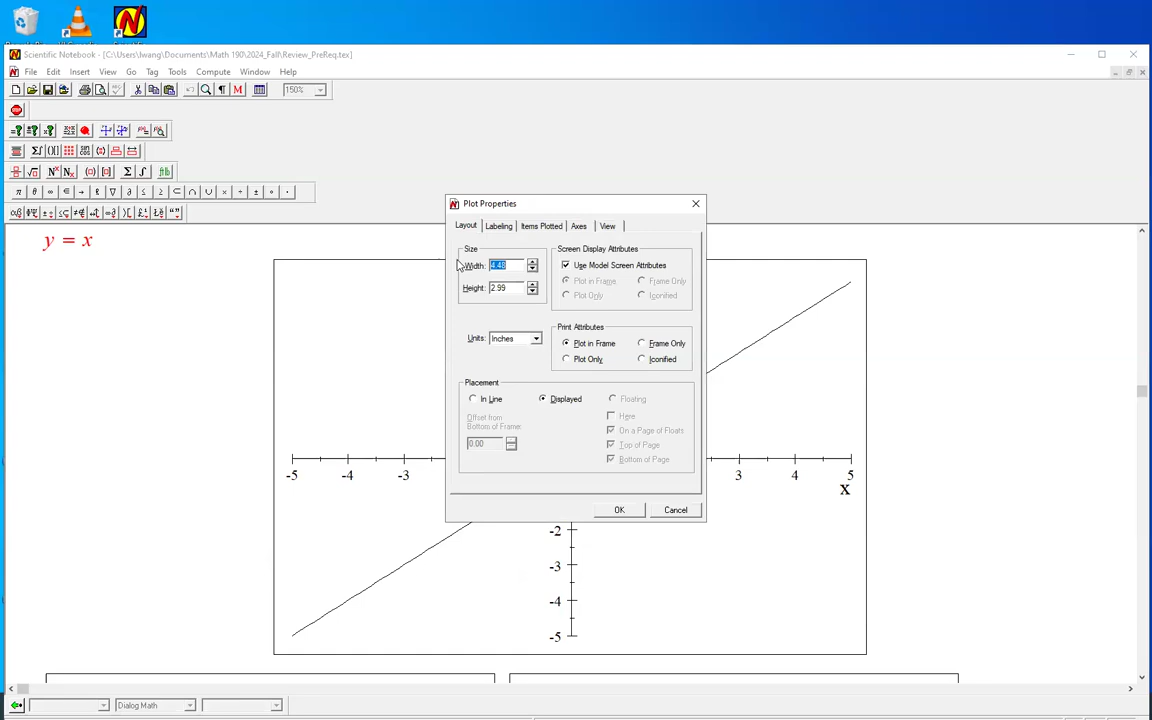 Scientific Notebook - [C:\Users\lwang\Documents\Math 190\2024_Fall\Review_PreReq.tex]
File Edit Insert View Go Tag Tools Compute Window Help
150%
y = x
Plot Properties
Layout Labeling Items Plotted Axes View
Size
Width: 4.48
Height: 2.99
Units: Inches
Screen Display Attributes
Use Model Screen Attributes
Plot in Frame Frame Only
Plot Only Iconified
Print Attributes
Plot in Frame Frame Only
Plot Only Iconified
Placement
In Line Displayed Floating
Offset from
Bottom of Frame:
0.00
Here
On a Page of Floats
Top of Page
Bottom of Page
OK Cancel
-5 -4 -3 3 4 5
x
-2
-3
-4
-5
Dialog Math